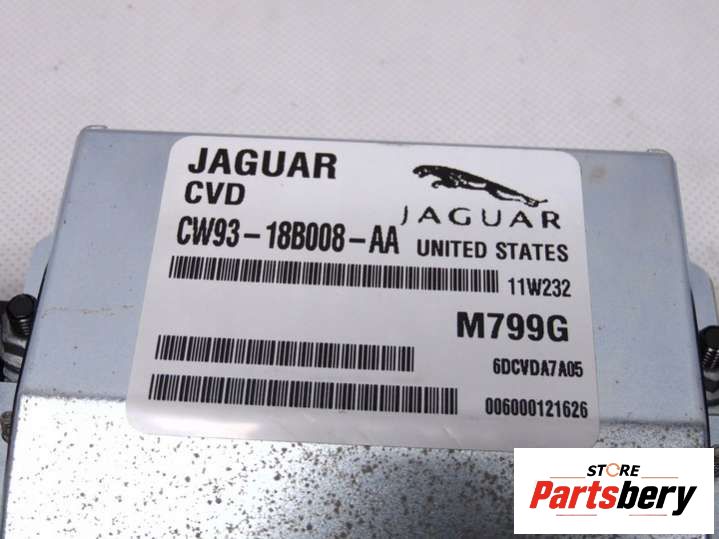 JAGUAR
CVD
JAGUAR
CW93-18B008-AA UNITED STATES
11W232
M799G
6DCVDA7A05
006000121626
STORE
Partsbery